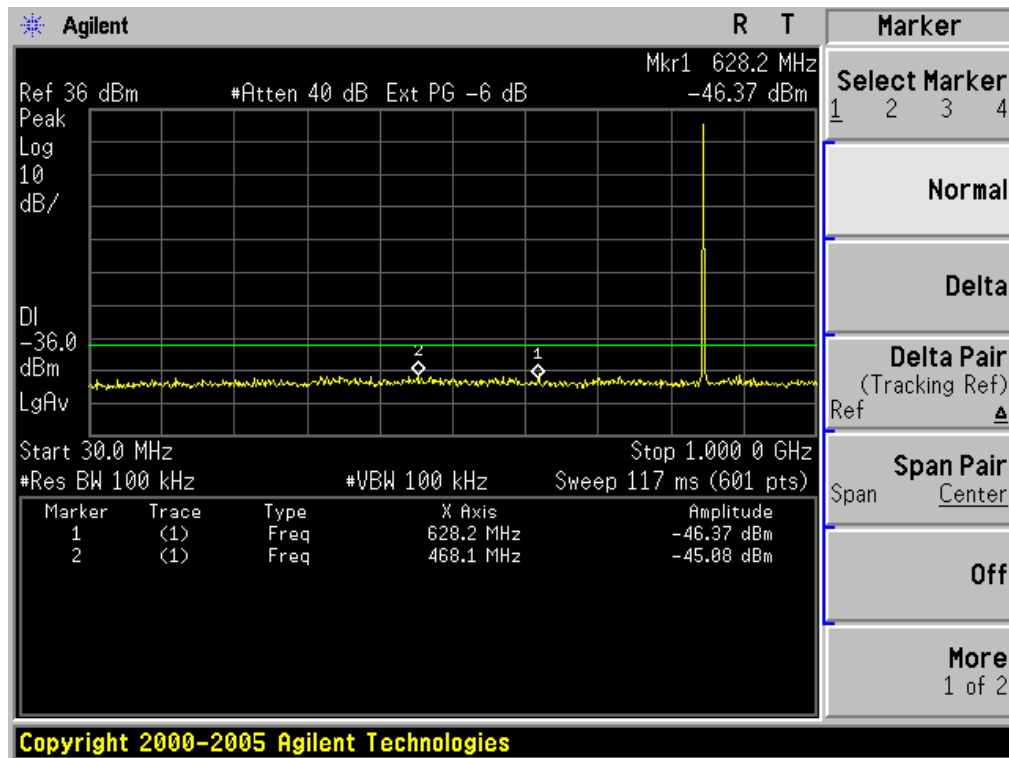 Agilent R T
Mkr1 628.2 MHz
Ref 36 dBm #Atten 40 dB Ext PG -6 dB -46.37 dBm
Peak
Log
10
dB/
DI
-36.0
dBm
LgAv
2 1
Start 30.0 MHz Stop 1.000 0 GHz
#Res BW 100 kHz #VBW 100 kHz Sweep 117 ms (601 pts)
Marker Trace Type X Axis Amplitude
1 (1) Freq 628.2 MHz -46.37 dBm
2 (1) Freq 468.1 MHz -45.08 dBm
Marker
Select Marker
1 2 3 4
Normal
Delta
Delta Pair
(Tracking Ref)
Ref Δ
Span Pair
Span Center
Off
More
1 of 2
Copyright 2000-2005 Agilent Technologies